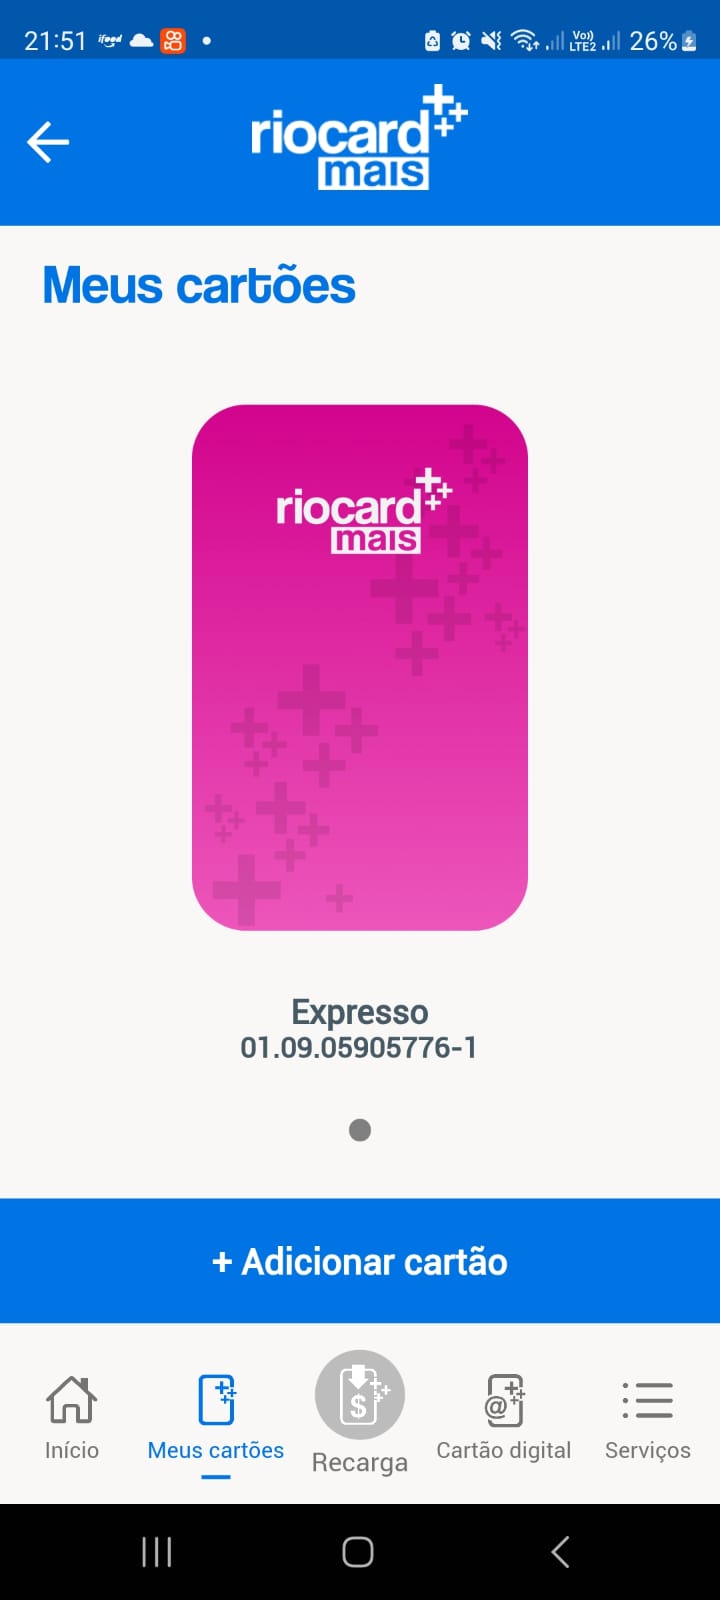 21:51 ifood Vo)) LTE2 26%
riocard
mais
Meus cartões
riocard
mais
Expresso
01.09.05905776-1
+ Adicionar cartão
Início
Meus cartões
Recarga
Cartão digital
Serviços